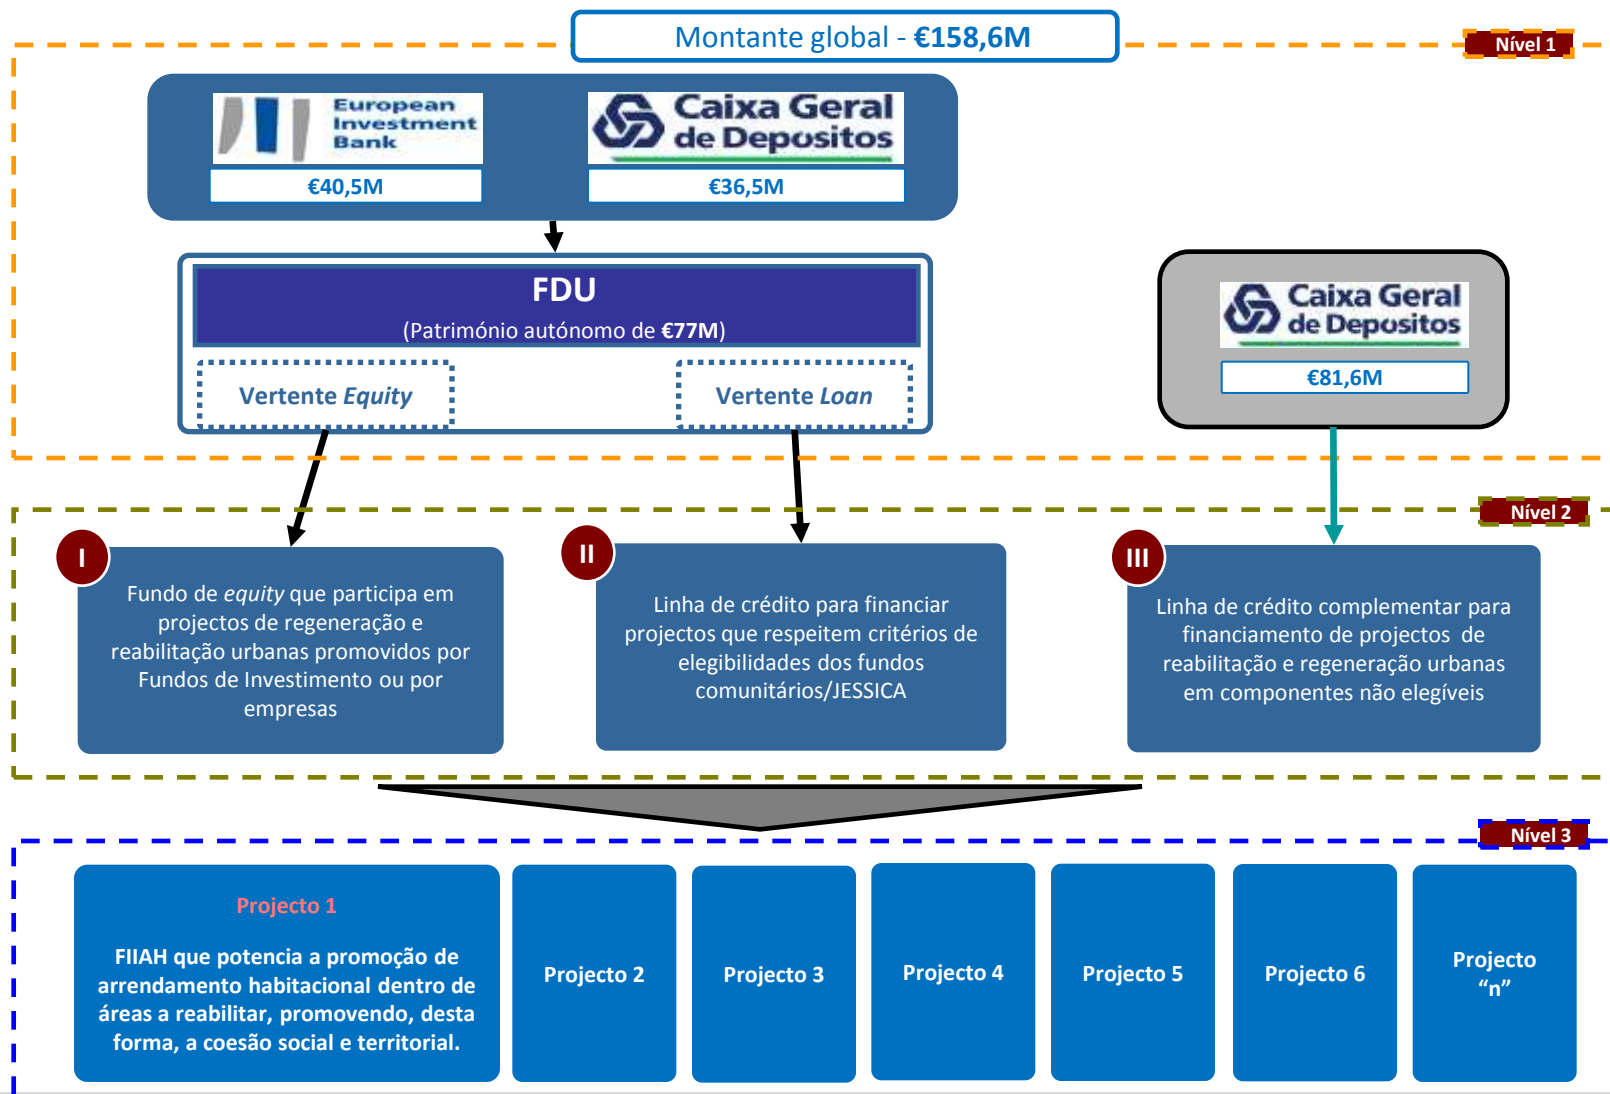 Montante global - €158,6M
Nível 1
European
Investment
Bank
€40,5M
Caixa Geral
de Depositos
€36,5M
FDU
(Património autónomo de €77M)
Vertente Equity
Vertente Loan
Caixa Geral
de Depositos
€81,6M
Nível 2
I
Fundo de equity que participa em
projectos de regeneração e
reabilitação urbanas promovidos por
Fundos de Investimento ou por
empresas
II
Linha de crédito para financiar
projectos que respeitem critérios de
elegibilidades dos fundos
comunitários/JESSICA
III
Linha de crédito complementar para
financiamento de projectos de
reabilitação e regeneração urbanas
em componentes não elegíveis
Nível 3
Projecto 1
FIIAH que potencia a promoção de
arrendamento habitacional dentro de
áreas a reabilitar, promovendo, desta
forma, a coesão social e territorial.
Projecto 2
Projecto 3
Projecto 4
Projecto 5
Projecto 6
Projecto
“n”